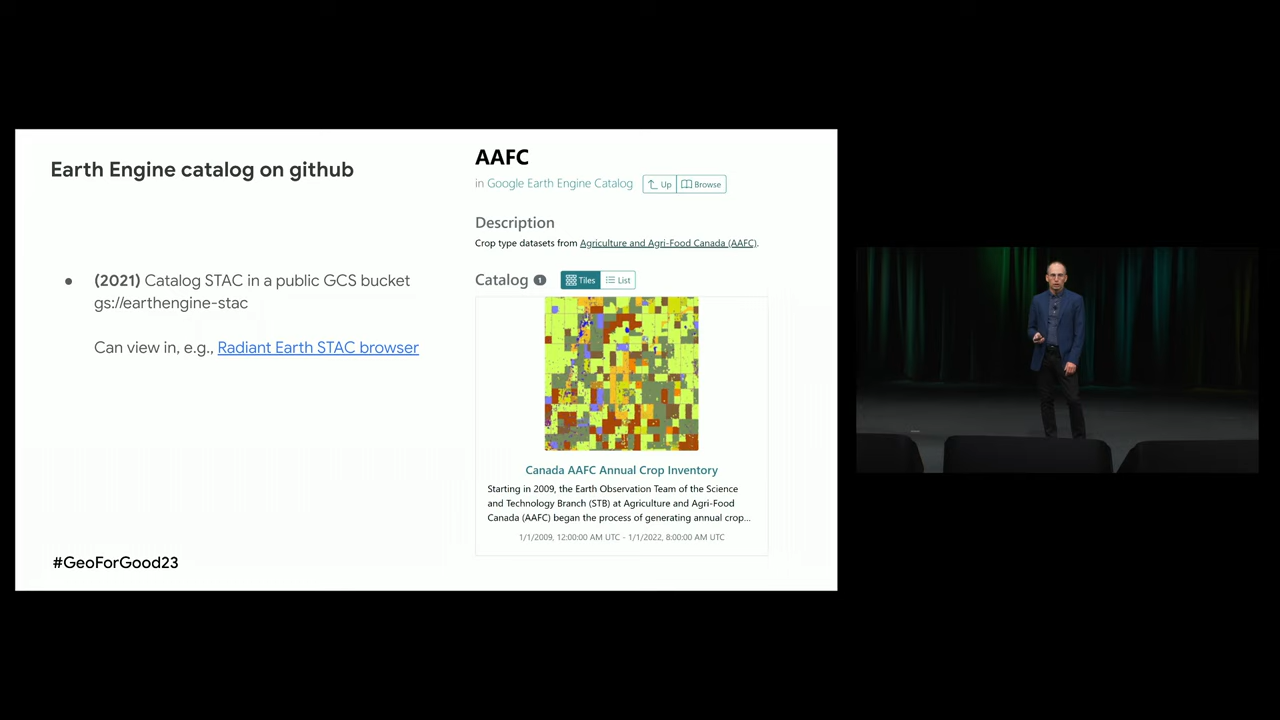 Earth Engine catalog on github
● (2021) Catalog STAC in a public GCS bucket
gs://earthengine-stac
Can view in, e.g., Radiant Earth STAC browser
#GeoForGood23
AAFC
in Google Earth Engine Catalog Up Browse
Description
Crop type datasets from Agriculture and Agri-Food Canada (AAFC).
Catalog 1 Tiles List
Canada AAFC Annual Crop Inventory
Starting in 2009, the Earth Observation Team of the Science
and Technology Branch (STB) at Agriculture and Agri-Food
Canada (AAFC) began the process of generating annual crop...
1/1/2009, 12:00:00 AM UTC - 1/1/2022, 8:00:00 AM UTC